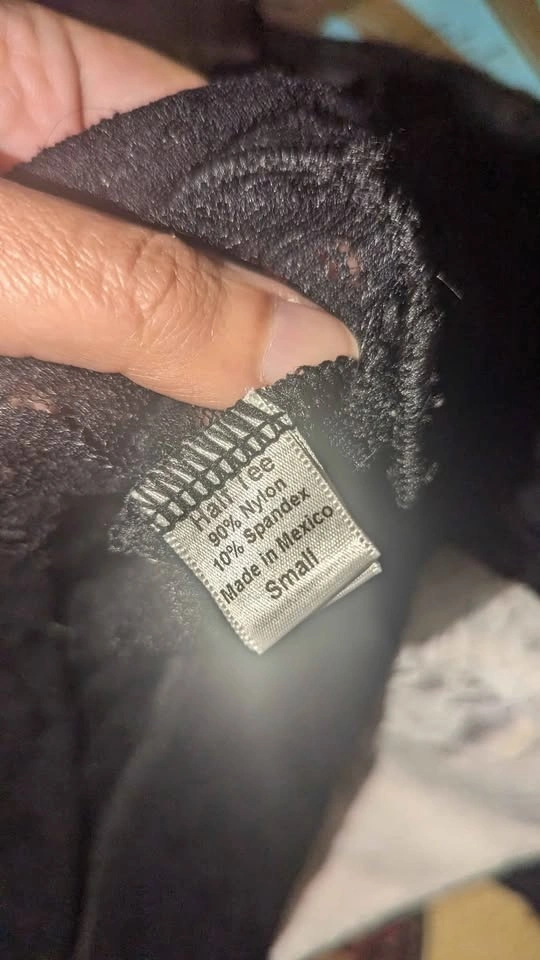 Half Tee
90% Nylon
10% Spandex
Made in Mexico
Small